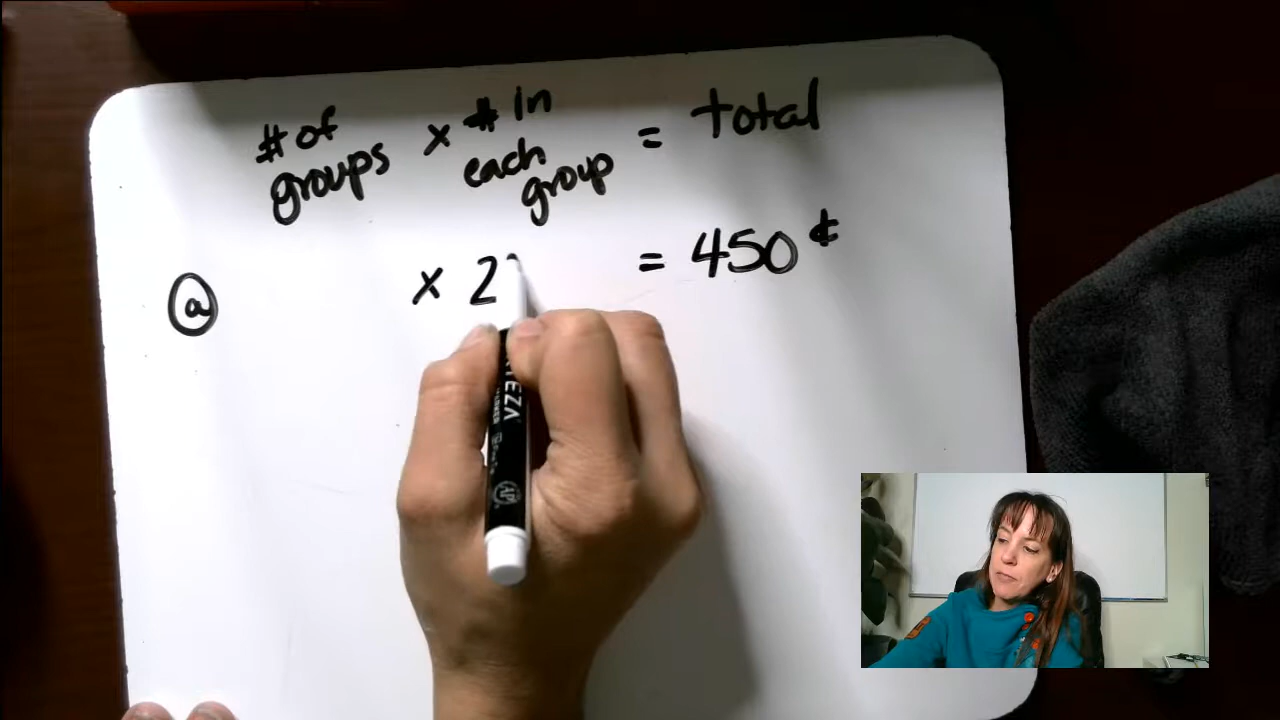 # of groups × # in each group = total
ⓐ × 2 = 450¢